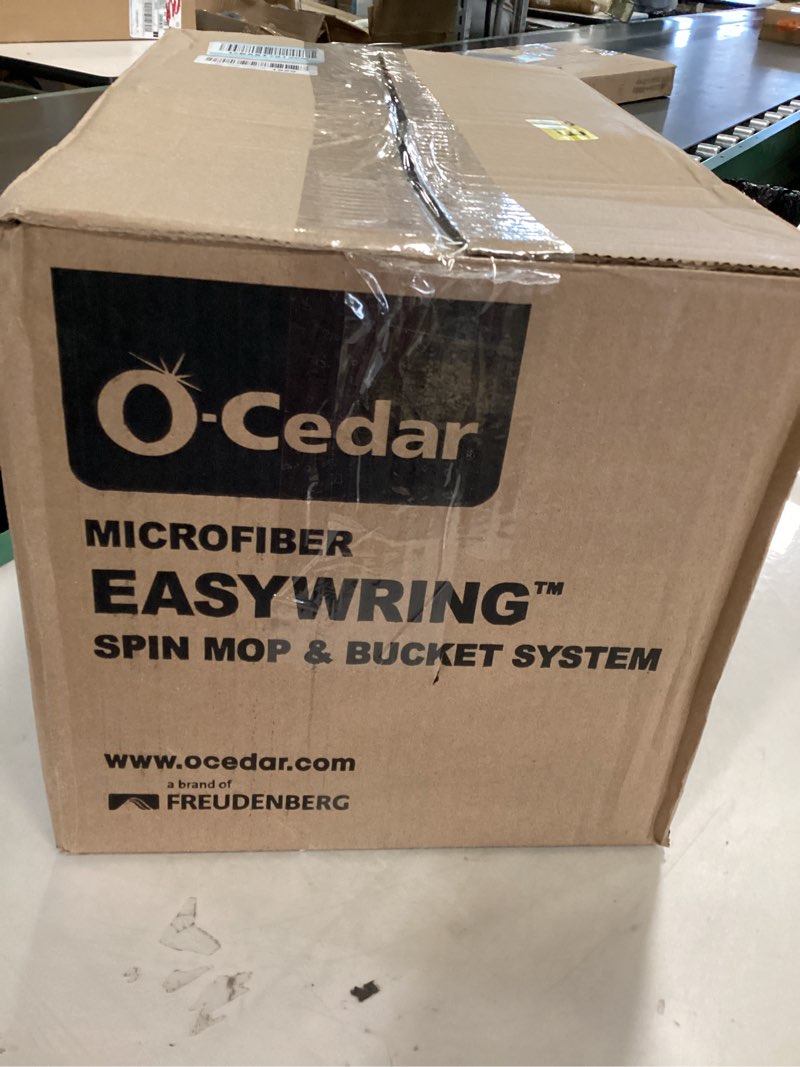 O-Cedar
MICROFIBER
EASYWRING™
SPIN MOP & BUCKET SYSTEM
www.ocedar.com
a brand of
FREUDENBERG